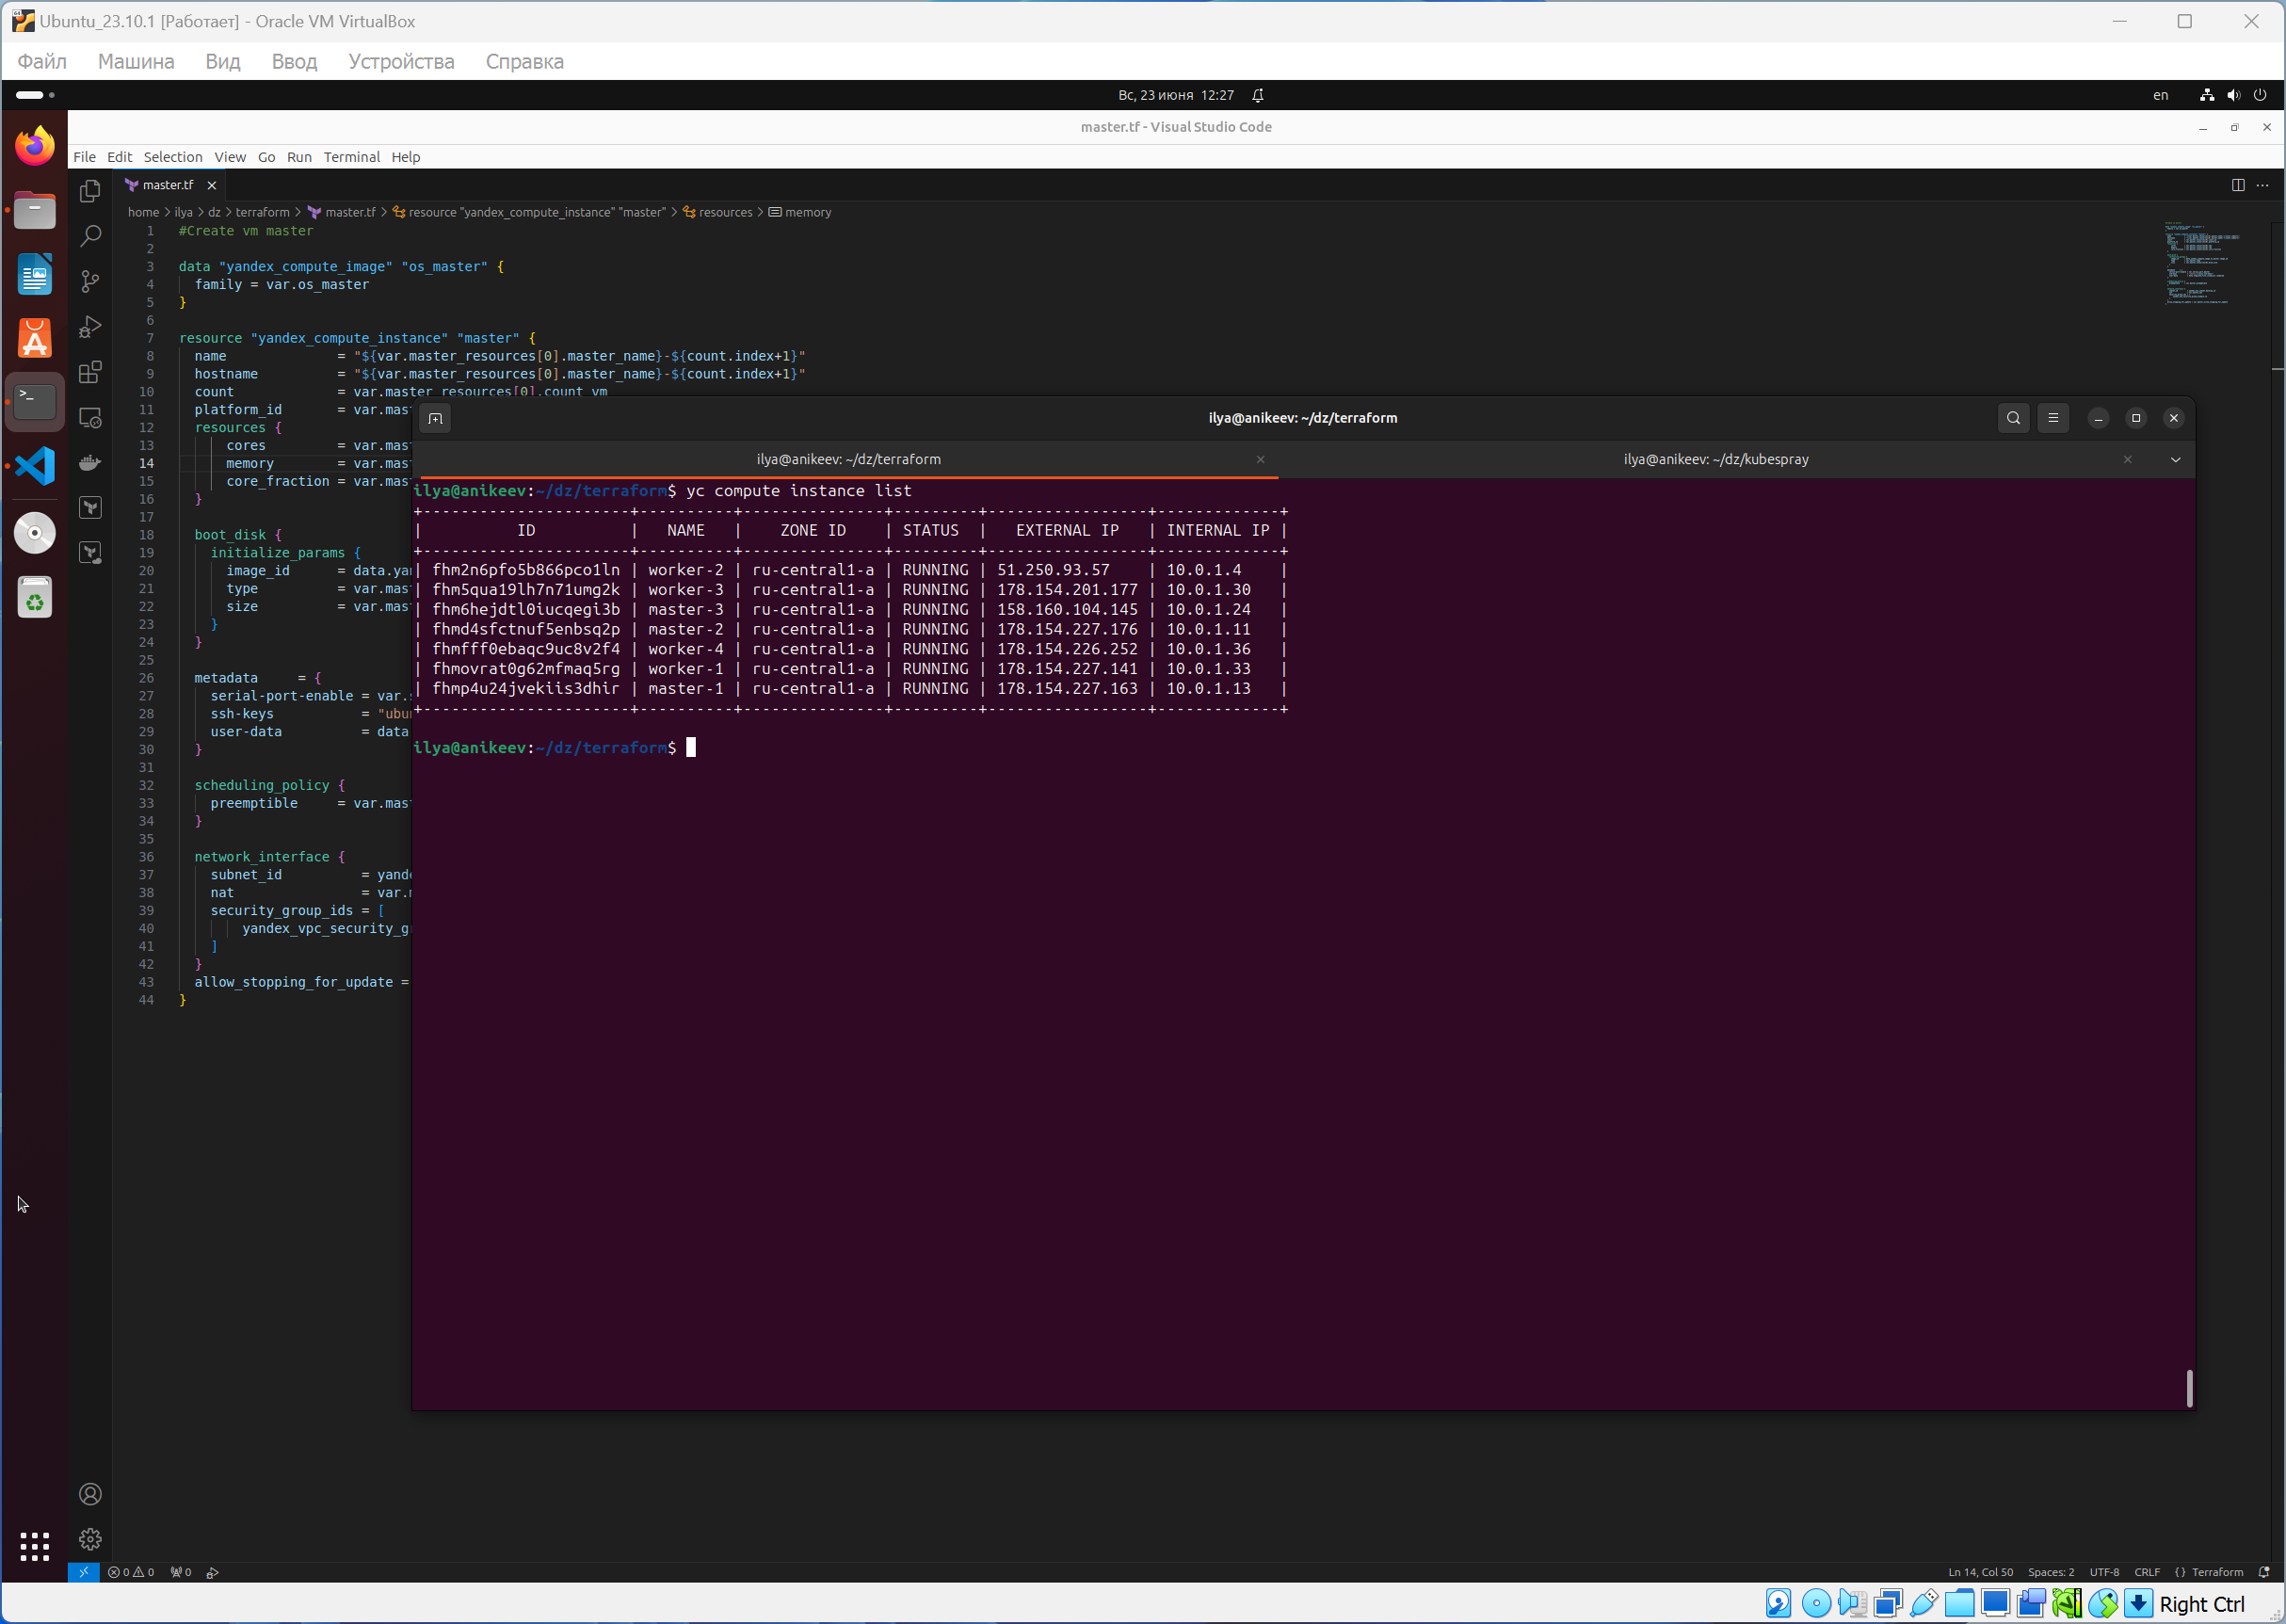 Ubuntu_23.10.1 [Работает] - Oracle VM VirtualBox
Файл Машина Вид Ввод Устройства Справка
Вс, 23 июня 12:27
en
master.tf - Visual Studio Code
File Edit Selection View Go Run Terminal Help
master.tf
home > ilya > dz > terraform > master.tf > resource "yandex_compute_instance" "master" > resources > memory
1 #Create vm master
2
3 data "yandex_compute_image" "os_master" {
4 family = var.os_master
5 }
6
7 resource "yandex_compute_instance" "master" {
8 name = "${var.master_resources[0].master_name}-${count.index+1}"
9 hostname = "${var.master_resources[0].master_name}-${count.index+1}"
10 count = var.master_resources[0].count_vm
11 platform_id = var.mast
12 resources {
13 cores = var.mast
14 memory = var.mast
15 core_fraction = var.mast
16 }
17
18 boot_disk {
19 initialize_params {
20 image_id = data.yan
21 type = var.mast
22 size = var.mast
23 }
24 }
25
26 metadata = {
27 serial-port-enable = var.s
28 ssh-keys = "ubun
29 user-data = data
30 }
31
32 scheduling_policy {
33 preemptible = var.mast
34 }
35
36 network_interface {
37 subnet_id = yande
38 nat = var.m
39 security_group_ids = [
40 yandex_vpc_security_g
41 ]
42 }
43 allow_stopping_for_update =
44 }
ilya@anikeev: ~/dz/terraform
ilya@anikeev: ~/dz/terraform ilya@anikeev: ~/dz/kubespray
ilya@anikeev:~/dz/terraform$ yc compute instance list
+----------------------+----------+---------------+---------+-----------------+-------------+
| ID | NAME | ZONE ID | STATUS | EXTERNAL IP | INTERNAL IP |
+----------------------+----------+---------------+---------+-----------------+-------------+
| fhm2n6pfo5b866pco1ln | worker-2 | ru-central1-a | RUNNING | 51.250.93.57 | 10.0.1.4 |
| fhm5qua19lh7n71umg2k | worker-3 | ru-central1-a | RUNNING | 178.154.201.177 | 10.0.1.30 |
| fhm6hejdtl0iucqegi3b | master-3 | ru-central1-a | RUNNING | 158.160.104.145 | 10.0.1.24 |
| fhmd4sfctnuf5enbsq2p | master-2 | ru-central1-a | RUNNING | 178.154.227.176 | 10.0.1.11 |
| fhmfff0ebaqc9uc8v2f4 | worker-4 | ru-central1-a | RUNNING | 178.154.226.252 | 10.0.1.36 |
| fhmovrat0g62mfmaq5rg | worker-1 | ru-central1-a | RUNNING | 178.154.227.141 | 10.0.1.33 |
| fhmp4u24jvekiis3dhir | master-1 | ru-central1-a | RUNNING | 178.154.227.163 | 10.0.1.13 |
+----------------------+----------+---------------+---------+-----------------+-------------+
ilya@anikeev:~/dz/terraform$
0 0 0 Ln 14, Col 50 Spaces: 2 UTF-8 CRLF {} Terraform
Right Ctrl